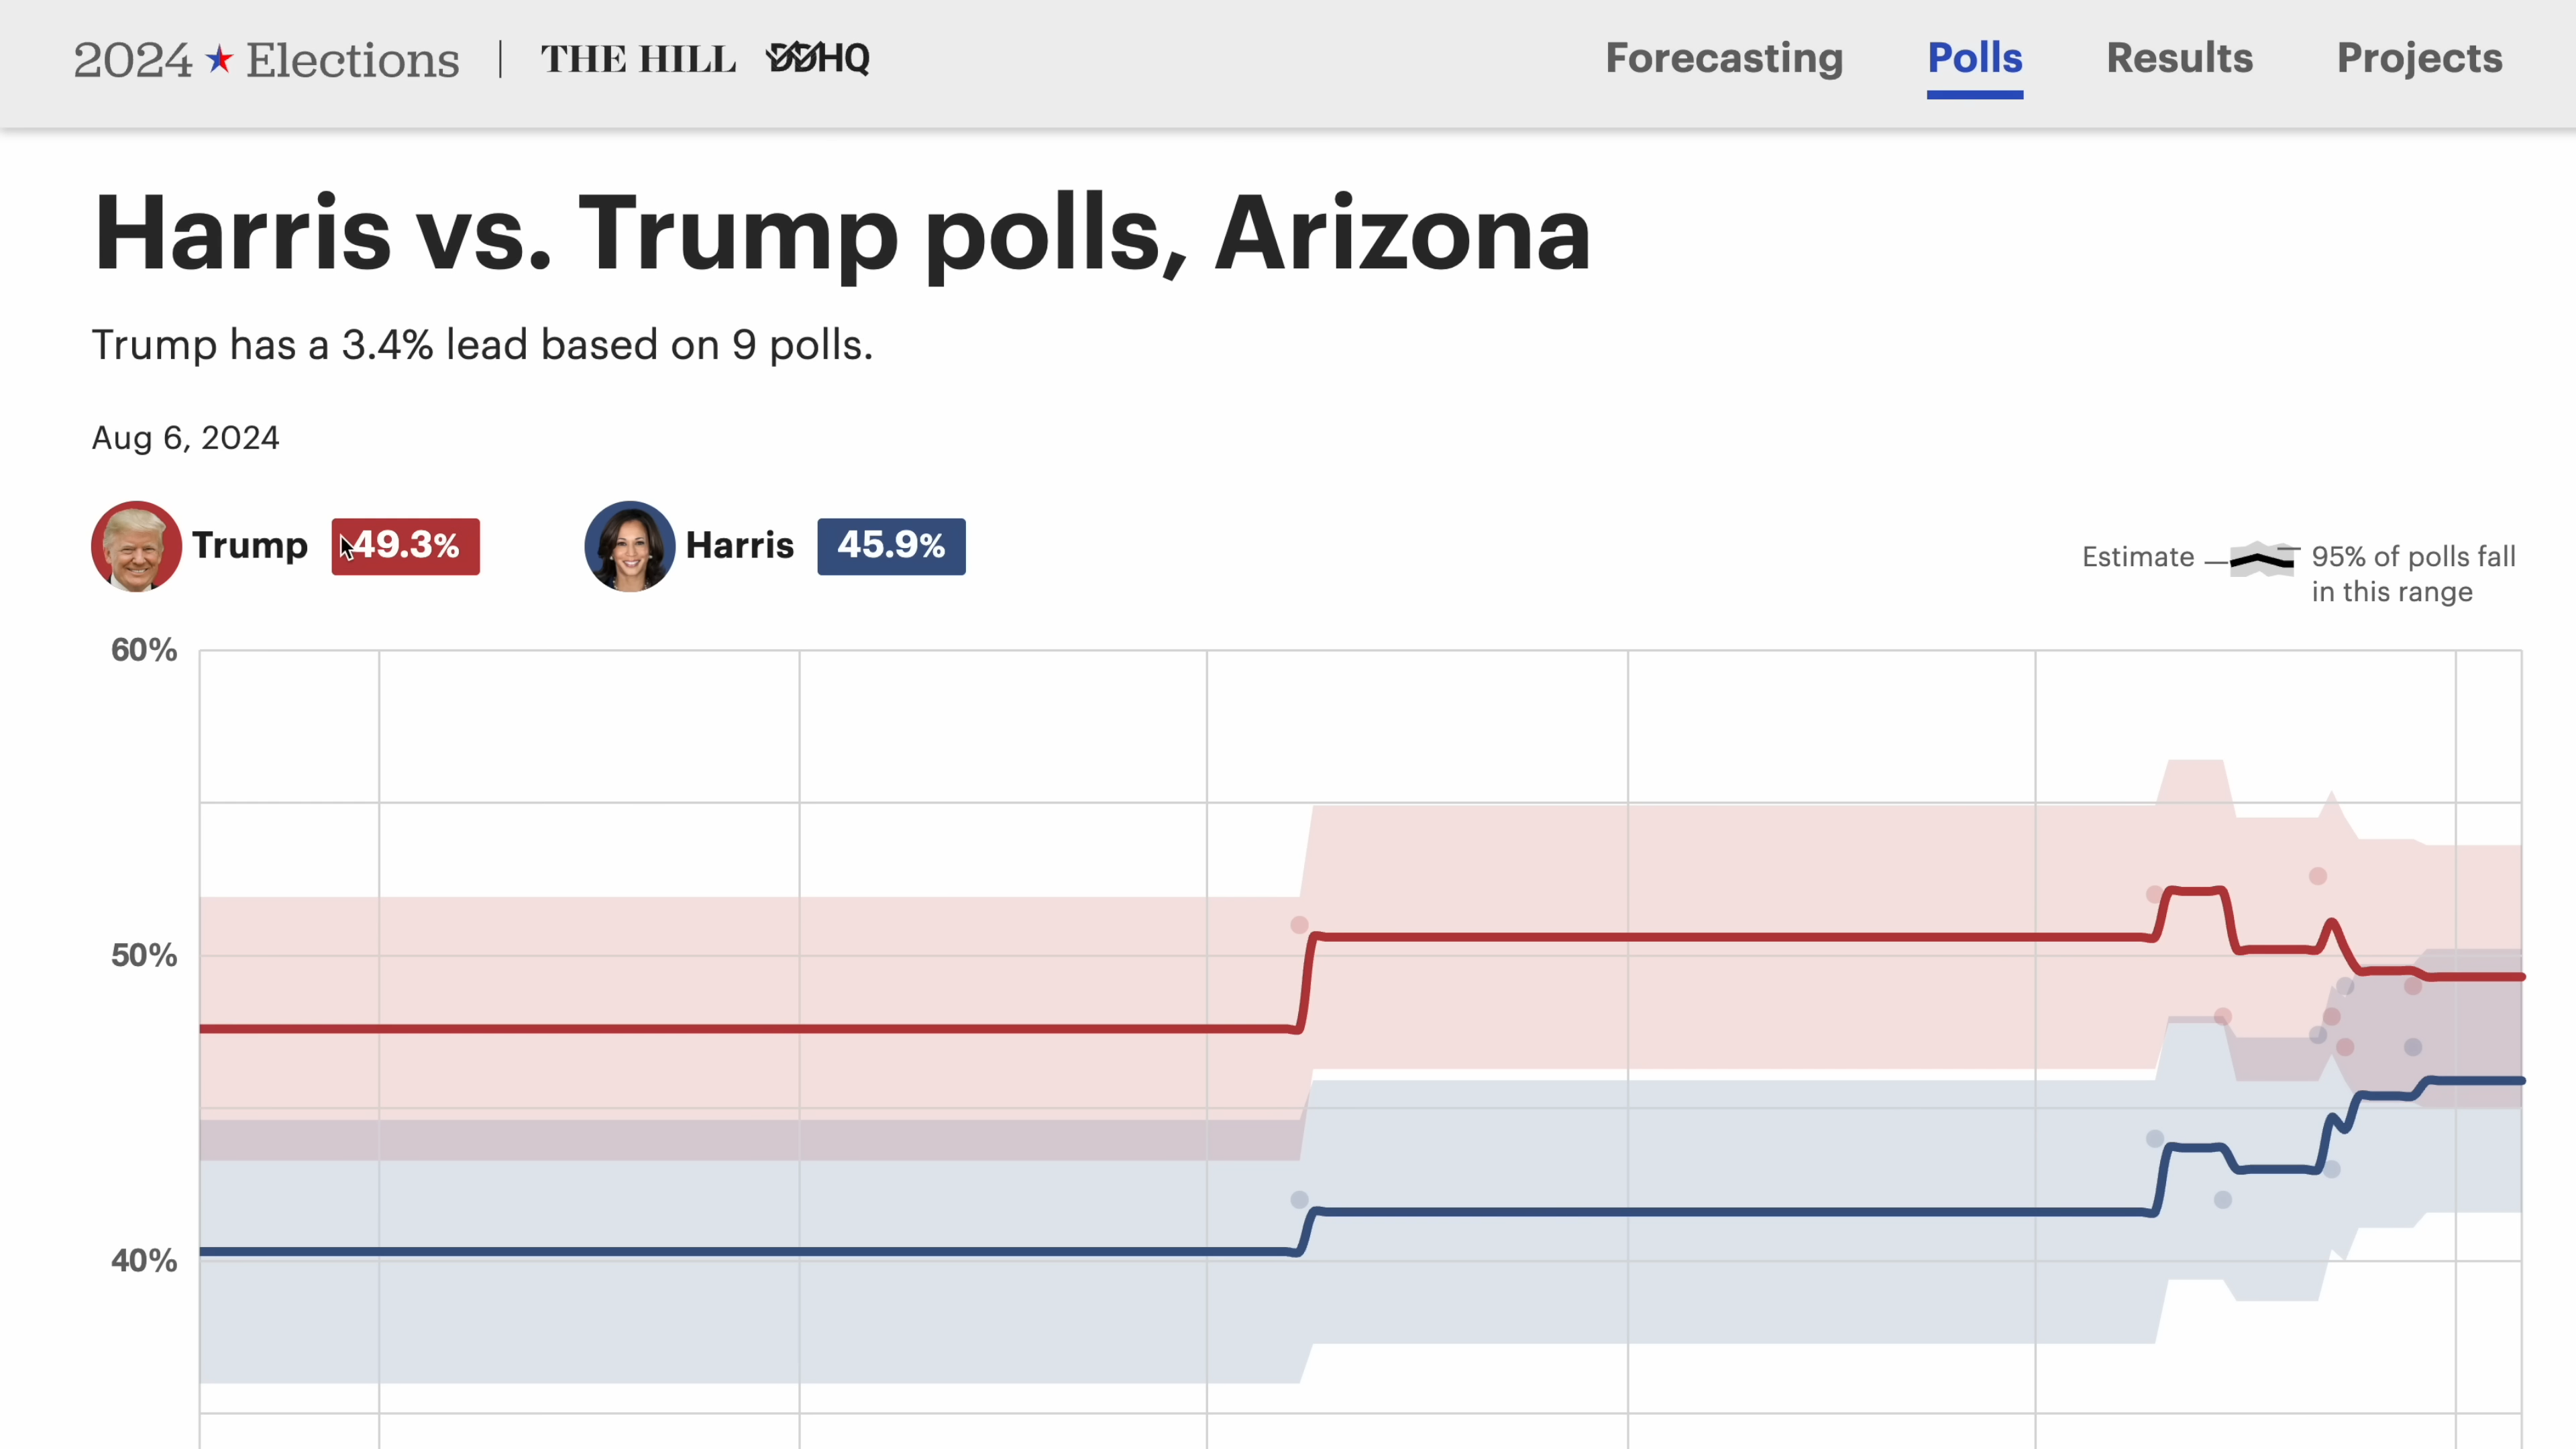 2024 ★ Elections | THE HILL DDHQ
Forecasting Polls Results Projects
Harris vs. Trump polls, Arizona
Trump has a 3.4% lead based on 9 polls.
Aug 6, 2024
Trump 49.3% Harris 45.9%
Estimate 95% of polls fall
in this range
60%
50%
40%